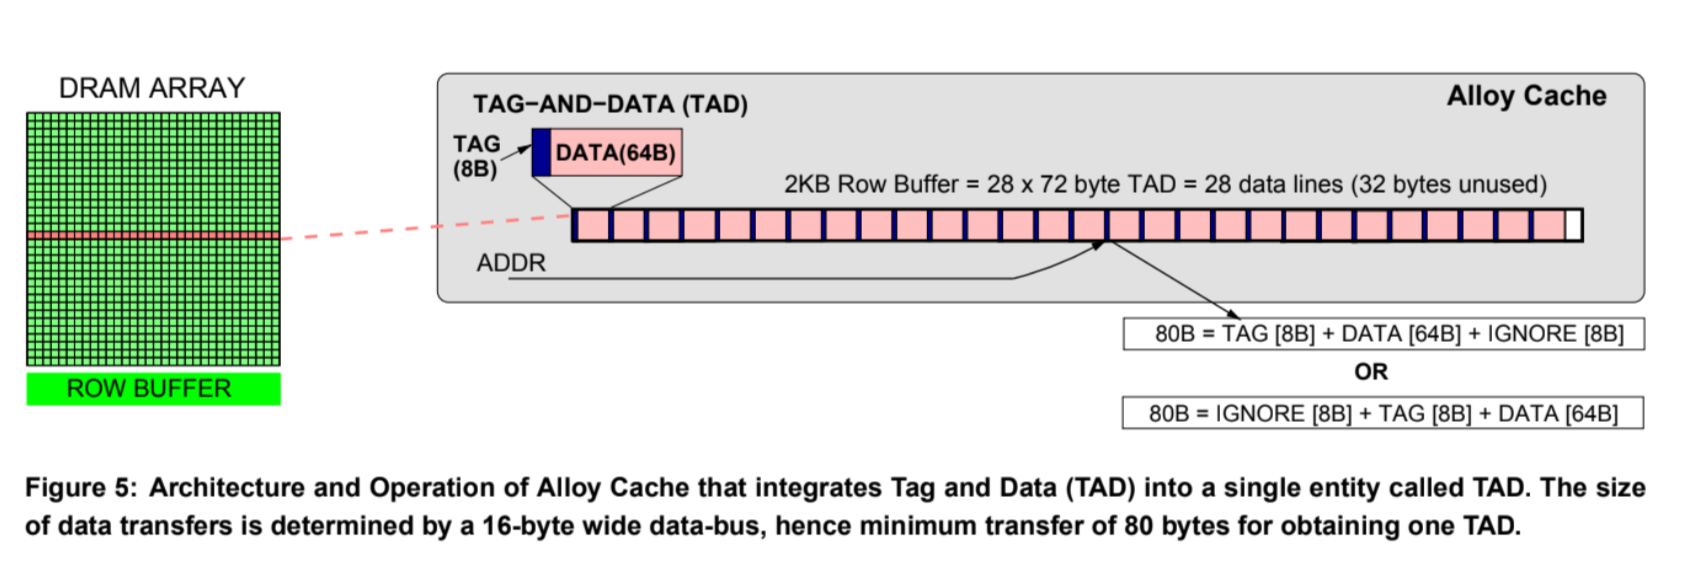 DRAM ARRAY
ROW BUFFER
Alloy Cache
TAG−AND−DATA (TAD)
TAG
(8B)
DATA(64B)
2KB Row Buffer = 28 x 72 byte TAD = 28 data lines (32 bytes unused)
ADDR
80B = TAG [8B] + DATA [64B] + IGNORE [8B]
OR
80B = IGNORE [8B] + TAG [8B] + DATA [64B]
Figure 5: Architecture and Operation of Alloy Cache that integrates Tag and Data (TAD) into a single entity called TAD. The size
of data transfers is determined by a 16-byte wide data-bus, hence minimum transfer of 80 bytes for obtaining one TAD.